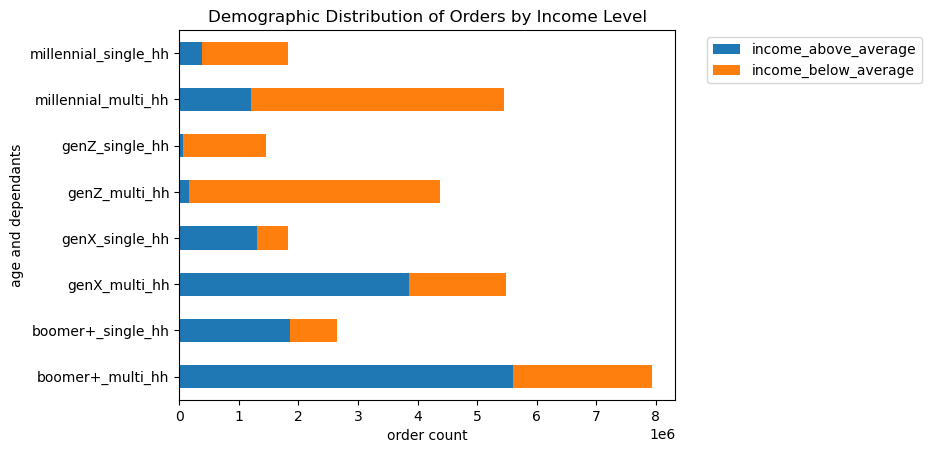 Demographic Distribution of Orders by Income Level
income_above_average
income_below_average
age and dependants
millennial_single_hh
millennial_multi_hh
genZ_single_hh
genZ_multi_hh
genX_single_hh
genX_multi_hh
boomer+_single_hh
boomer+_multi_hh
0 1 2 3 4 5 6 7 8
1e6
order count